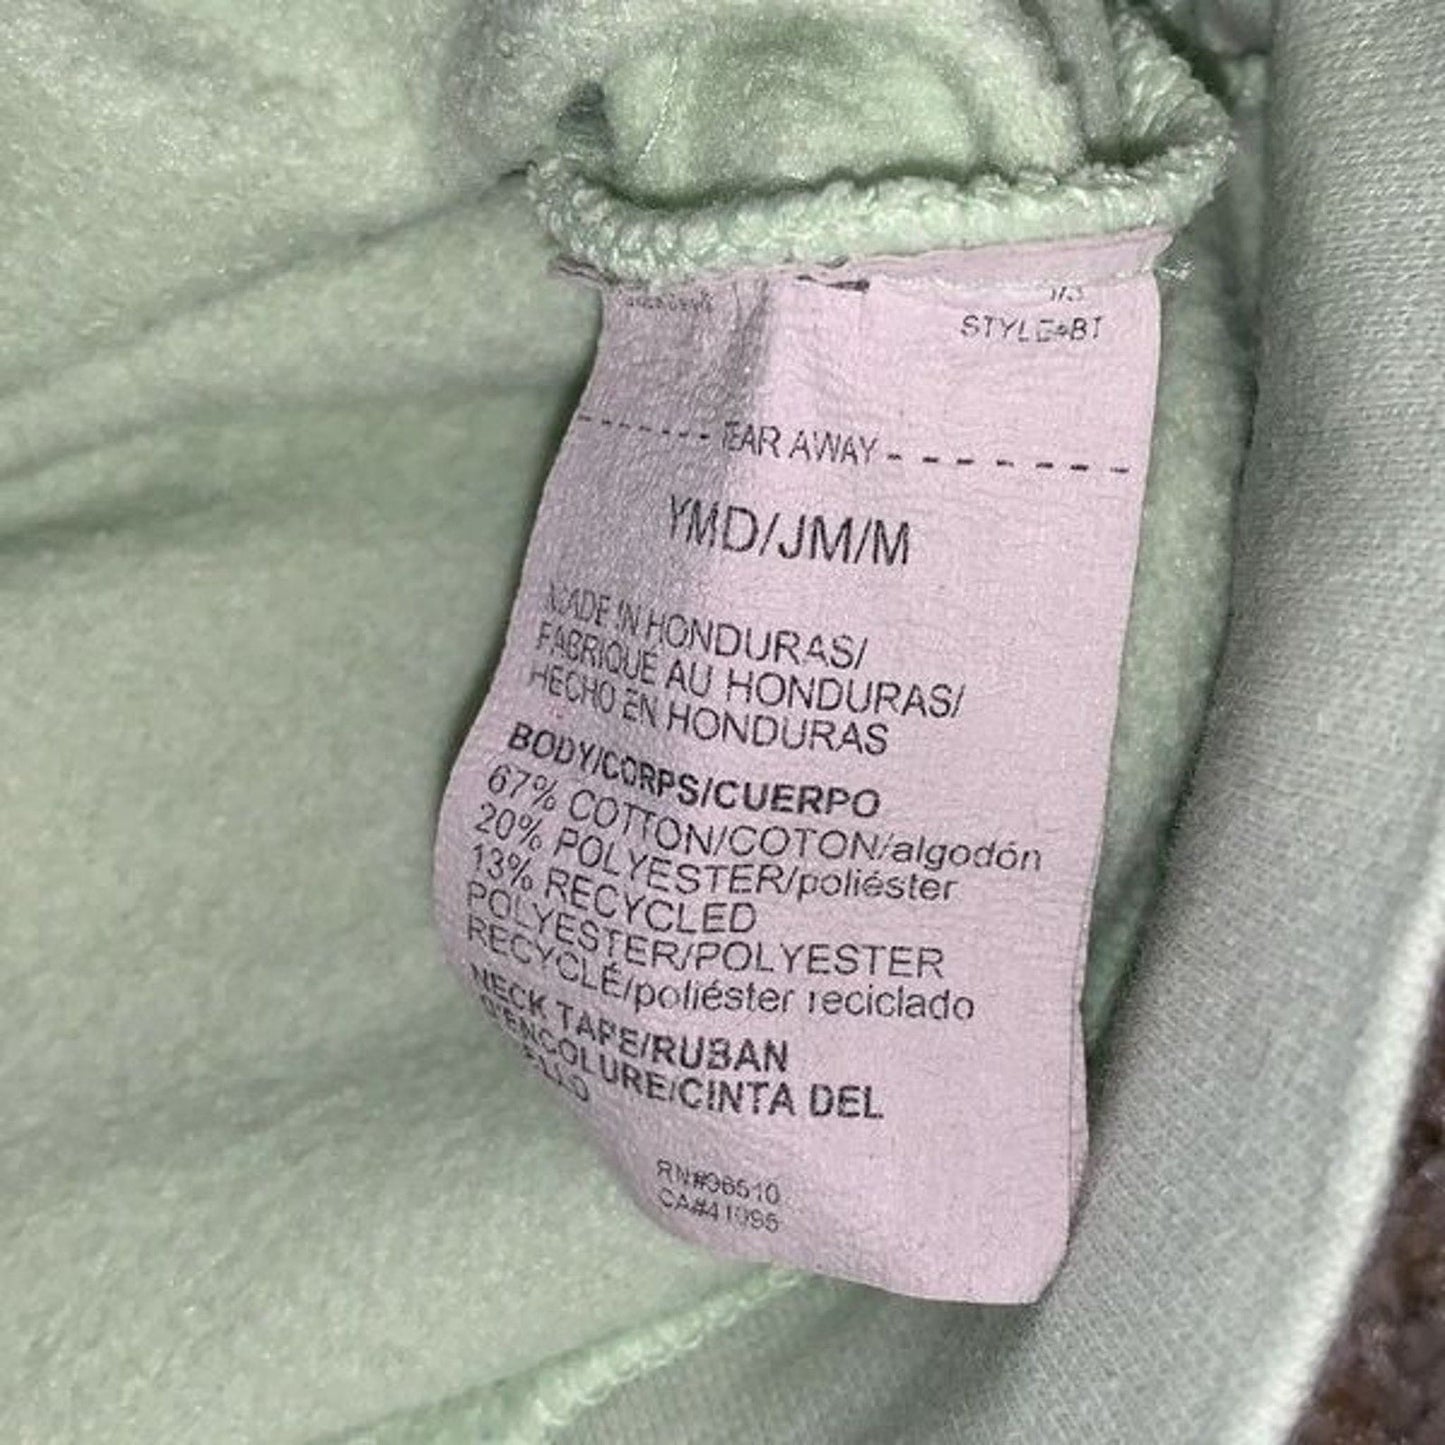 STYLE#BT
TEAR AWAY
YMD/JM/M
MADE IN HONDURAS/
FABRIQUÉ AU HONDURAS/
HECHO EN HONDURAS
BODY/CORPS/CUERPO
67% COTTON/COTON/algodón
20% POLYESTER/poliéster
13% RECYCLED
POLYESTER/POLYESTER
RECYCLÉ/poliéster reciclado
NECK TAPE/RUBAN
D'ENCOLURE/CINTA DEL
RN#96510
CA#41095